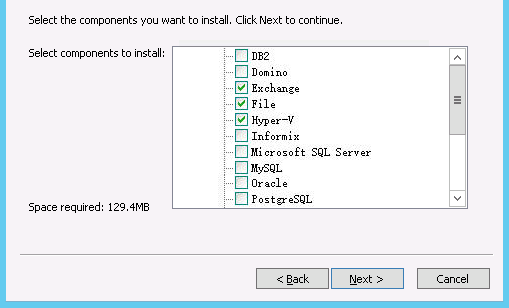 Select the components you want to install. Click Next to continue.
Select components to install:
DB2
Domino
Exchange
File
Hyper-V
Informix
Microsoft SQL Server
MySQL
Oracle
PostgreSQL
Space required: 129.4MB
< Back
Next >
Cancel